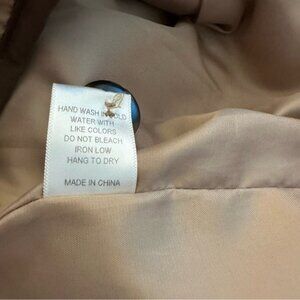 HAND WASH IN COLD
WATER WITH
LIKE COLORS
DO NOT BLEACH
IRON LOW
HANG TO DRY
MADE IN CHINA